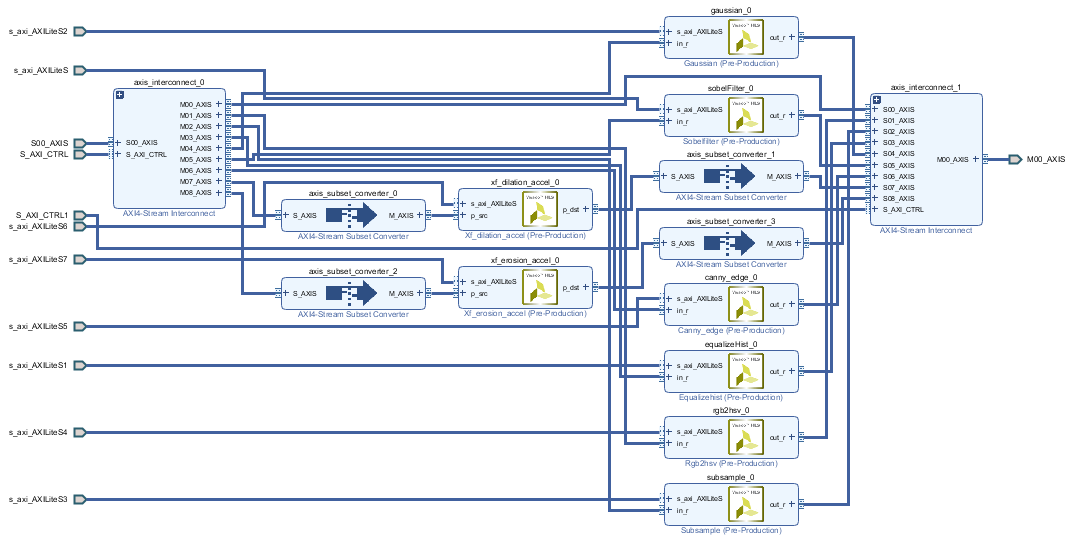 s_axi_AXILiteS2
s_axi_AXILiteS
S00_AXIS
S_AXI_CTRL
S_AXI_CTRL1
s_axi_AXILiteS6
s_axi_AXILiteS7
s_axi_AXILiteS5
s_axi_AXILiteS1
s_axi_AXILiteS4
s_axi_AXILiteS3
axis_interconnect_0
S00_AXIS
S_AXI_CTRL
M00_AXIS
M01_AXIS
M02_AXIS
M03_AXIS
M04_AXIS
M05_AXIS
M06_AXIS
M07_AXIS
M08_AXIS
AXI4-Stream Interconnect
axis_subset_converter_0
S_AXIS
M_AXIS
AXI4-Stream Subset Converter
axis_subset_converter_2
S_AXIS
M_AXIS
AXI4-Stream Subset Converter
xf_dilation_accel_0
s_axi_AXILiteS
p_src
p_dst
Xf_dilation_accel (Pre-Production)
xf_erosion_accel_0
s_axi_AXILiteS
p_src
p_dst
Xf_erosion_accel (Pre-Production)
gaussian_0
s_axi_AXILiteS
in_r
out_r
Gaussian (Pre-Production)
sobelFilter_0
s_axi_AXILiteS
in_r
out_r
Sobelfilter (Pre-Production)
axis_subset_converter_1
S_AXIS
M_AXIS
AXI4-Stream Subset Converter
axis_subset_converter_3
S_AXIS
M_AXIS
AXI4-Stream Subset Converter
canny_edge_0
s_axi_AXILiteS
in_r
out_r
Canny_edge (Pre-Production)
equalizeHist_0
s_axi_AXILiteS
in_r
out_r
Equalizehist (Pre-Production)
rgb2hsv_0
s_axi_AXILiteS
in_r
out_r
Rgb2hsv (Pre-Production)
subsample_0
s_axi_AXILiteS
in_r
out_r
Subsample (Pre-Production)
axis_interconnect_1
S00_AXIS
S01_AXIS
S02_AXIS
S03_AXIS
S04_AXIS
S05_AXIS
S06_AXIS
S07_AXIS
S08_AXIS
S_AXI_CTRL
M00_AXIS
AXI4-Stream Interconnect
M00_AXIS